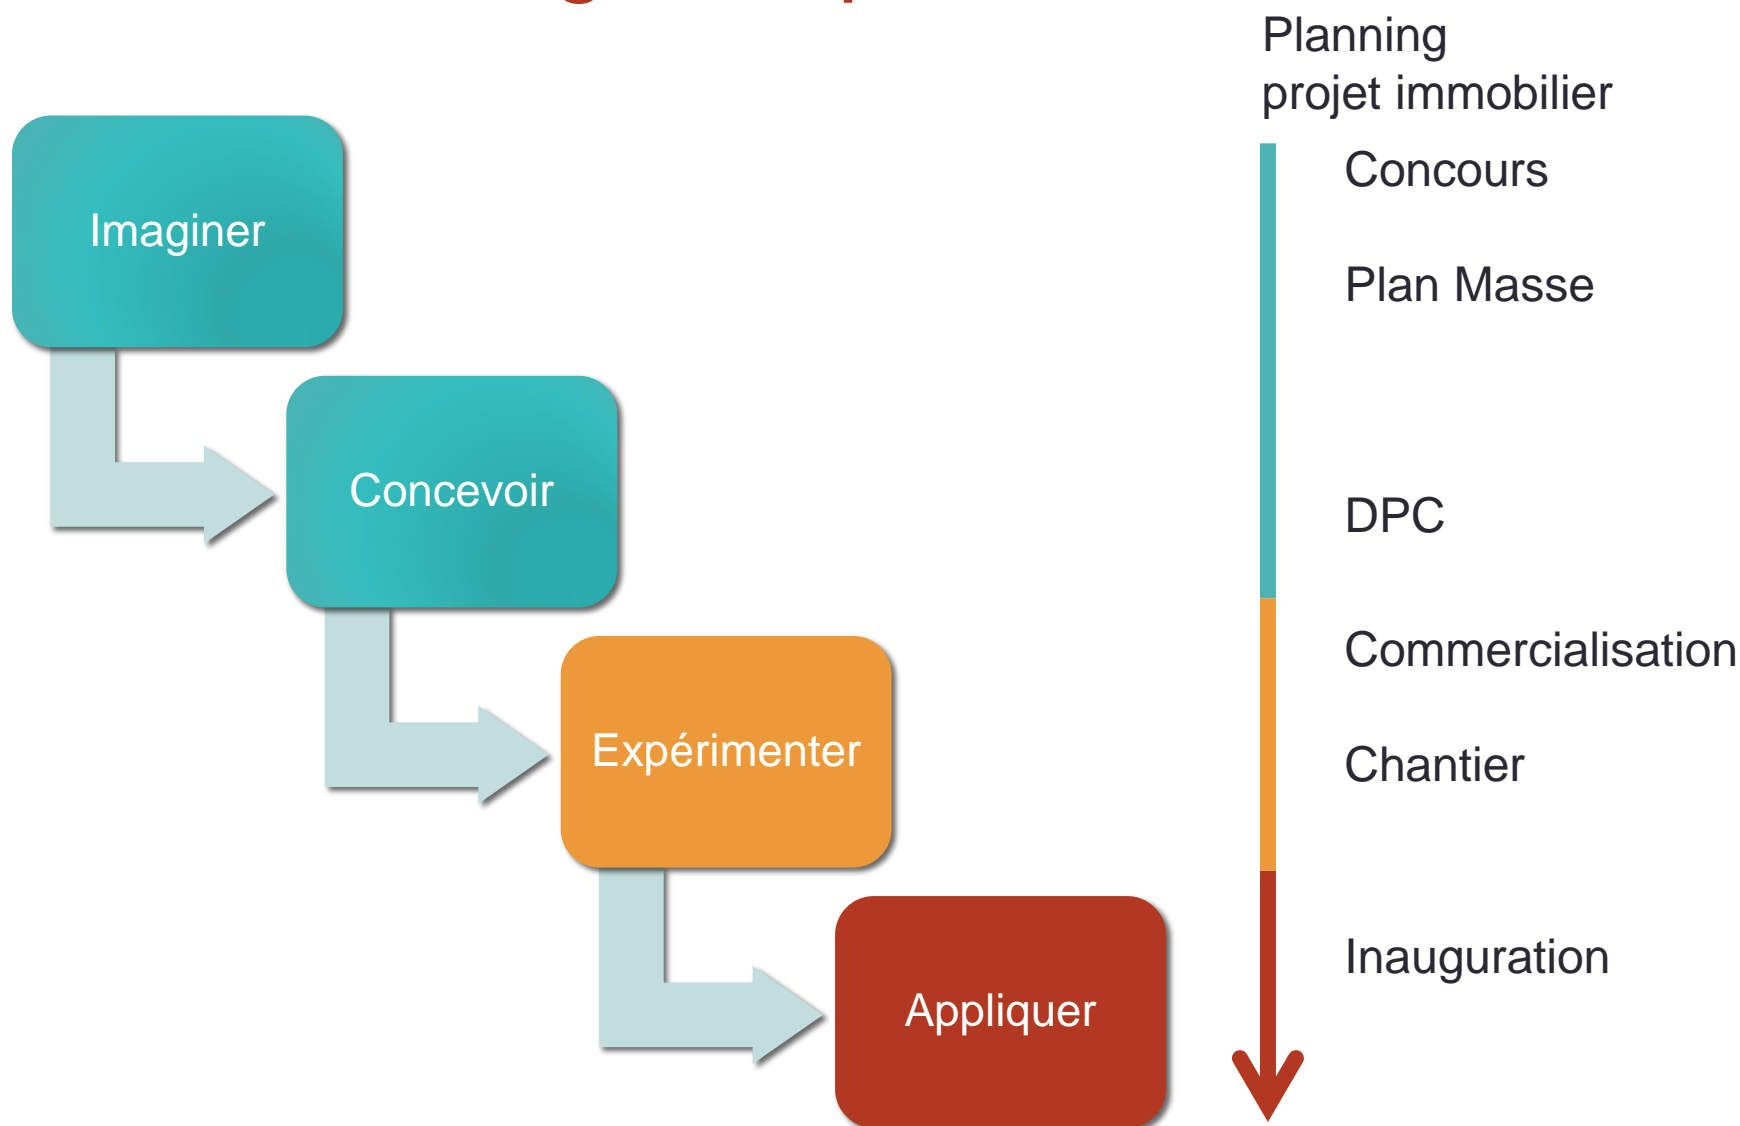 Planning
projet immobilier
Imaginer
Concevoir
Expérimenter
Appliquer
Concours
Plan Masse
DPC
Commercialisation
Chantier
Inauguration